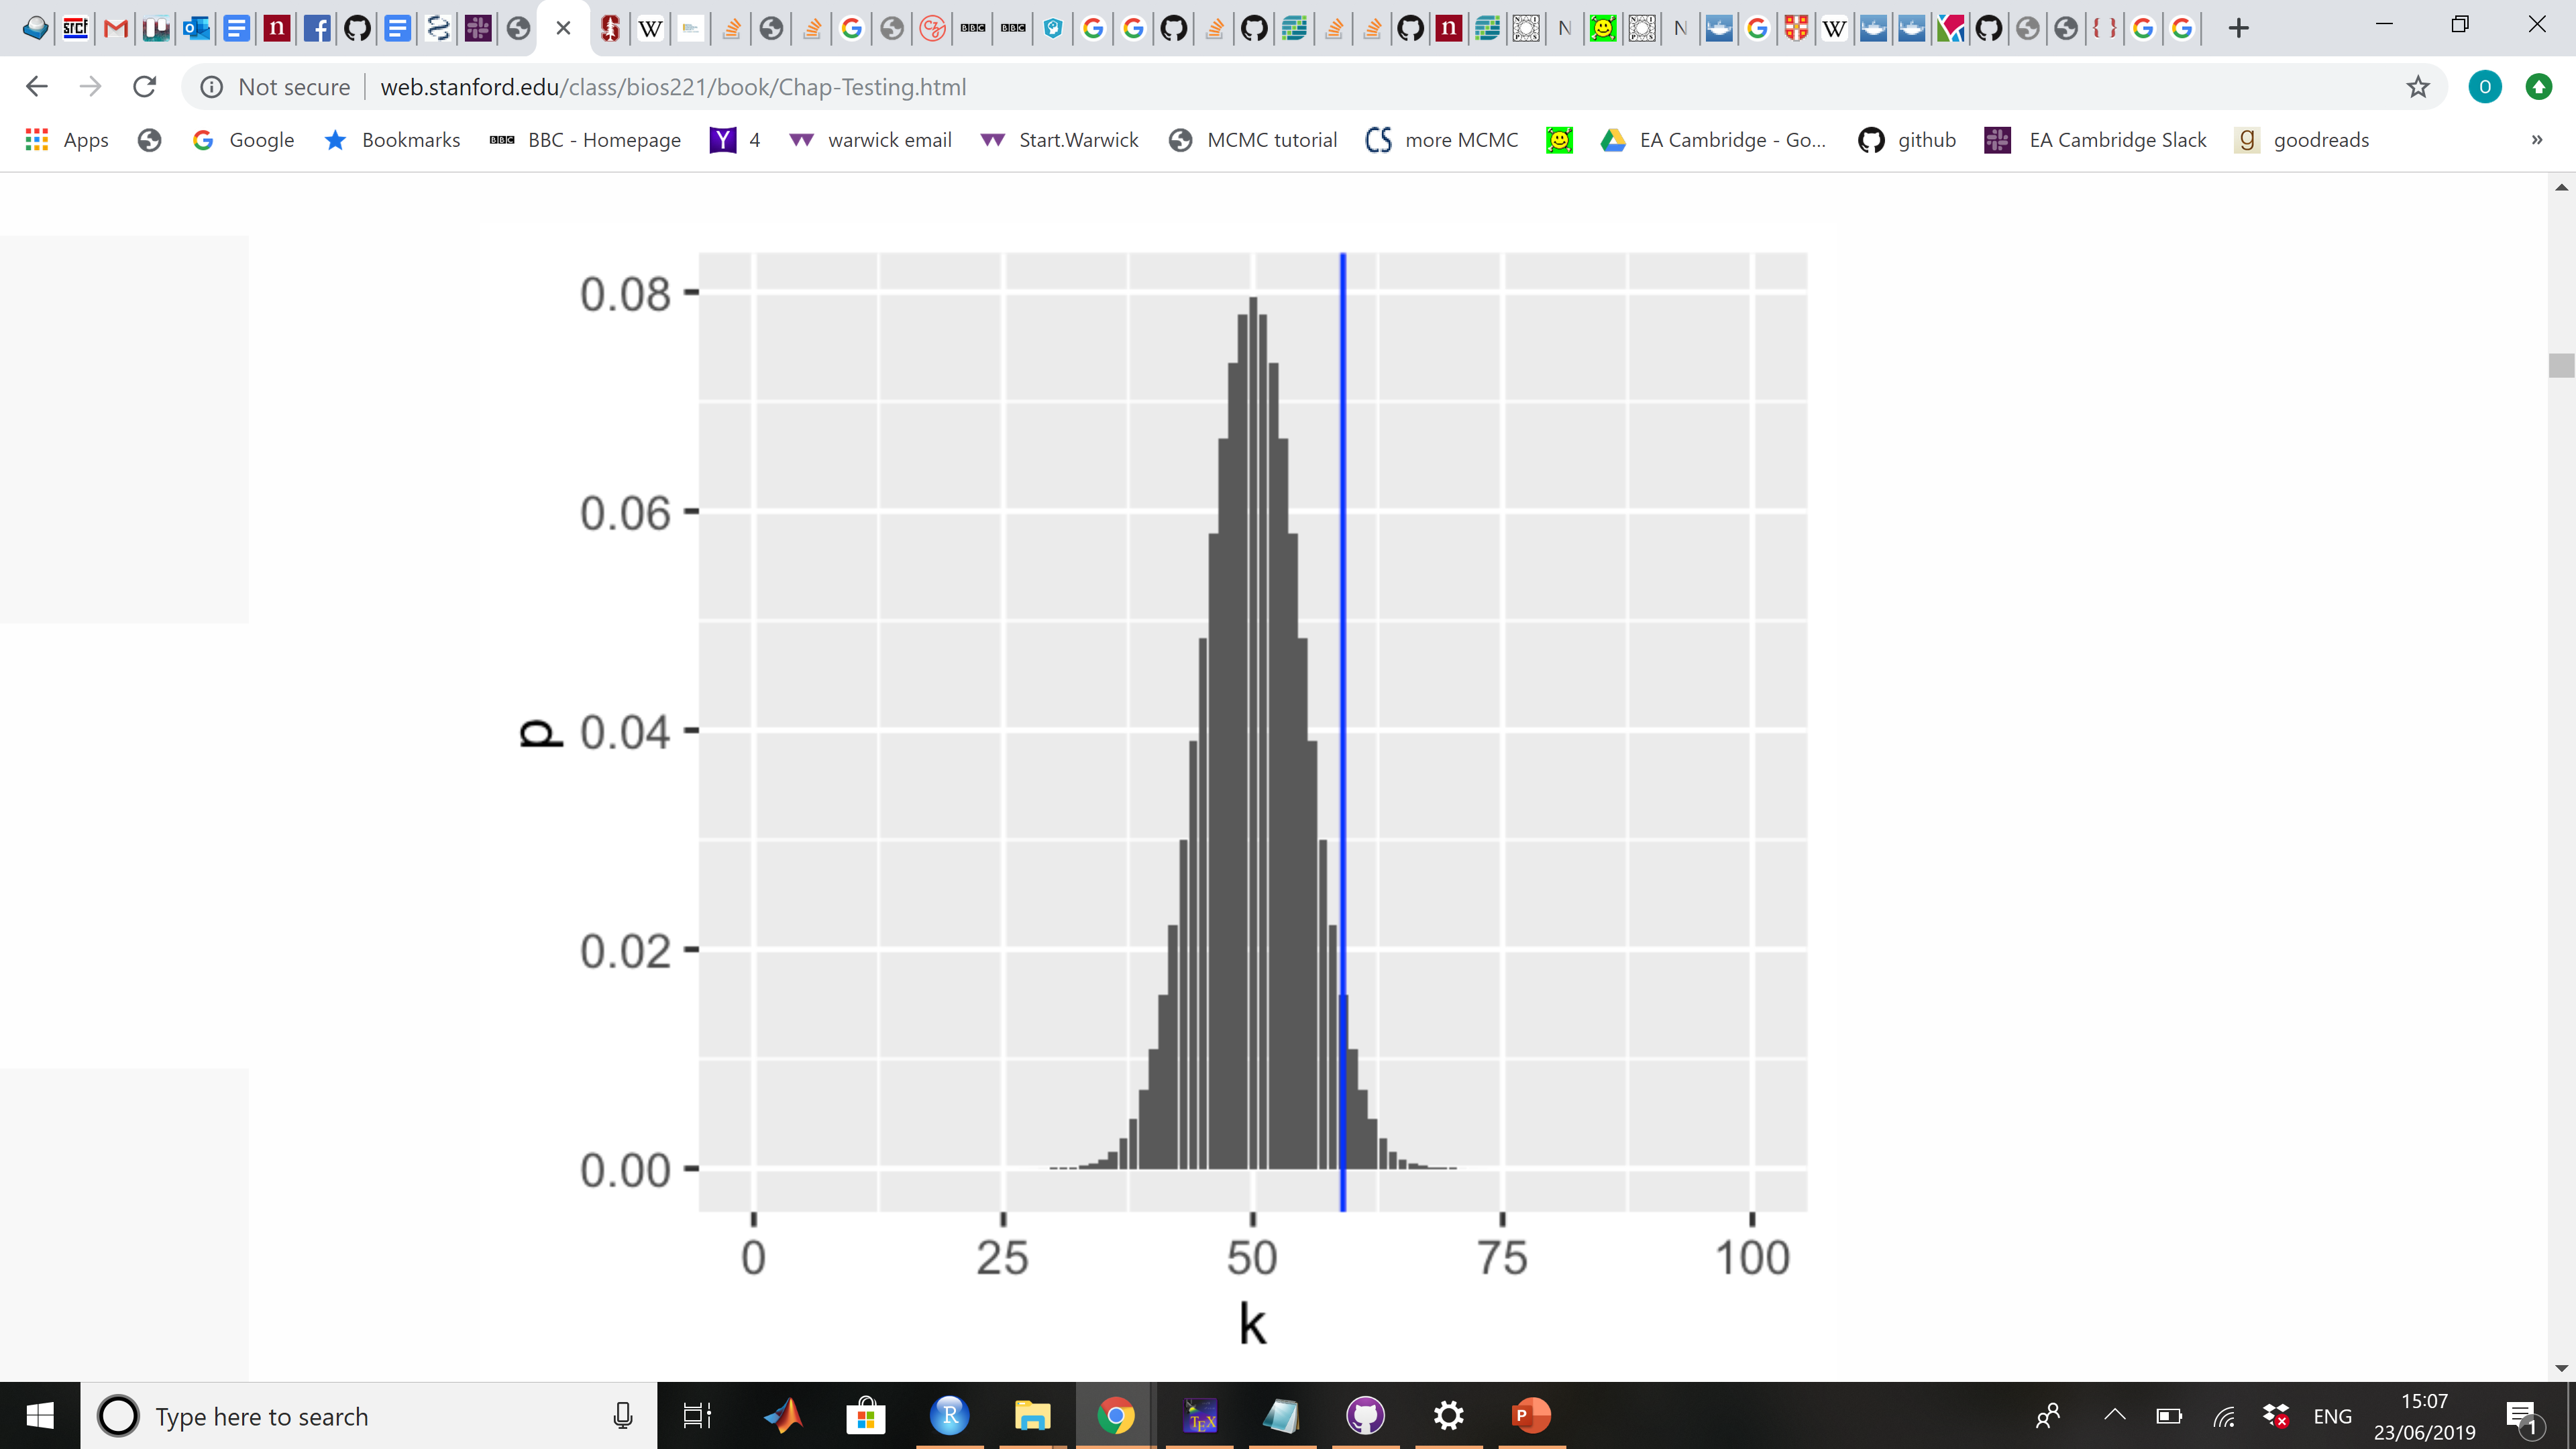 Not secure web.stanford.edu/class/bios221/book/Chap-Testing.html
Apps Google Bookmarks BBC BBC - Homepage Y 4 warwick email Start.Warwick MCMC tutorial CS more MCMC EA Cambridge - Go... github EA Cambridge Slack g goodreads »
0.08
0.06
p 0.04
0.02
0.00
0 25 50 75 100
k
Type here to search
ENG
15:07
23/06/2019
1